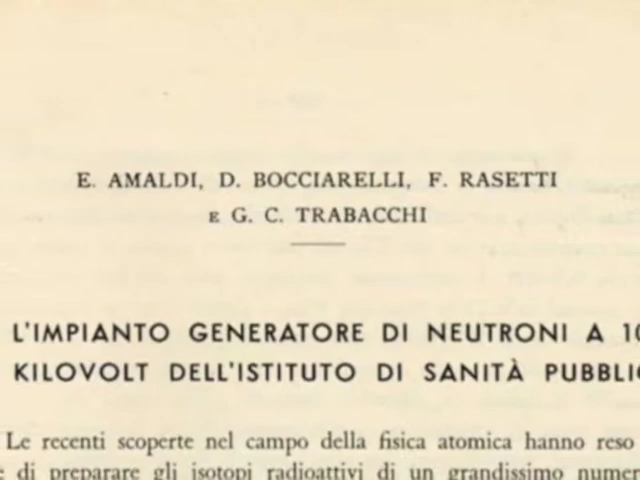 E. AMALDI, D. BOCCIARELLI, F. RASETTI
E G. C. TRABACCHI
L'IMPIANTO GENERATORE DI NEUTRONI A
KILOVOLT DELL'ISTITUTO DI SANITÀ
Le recenti scoperte nel campo della fisica atomica hanno reso
di preparare gli isotopi radioattivi di un grandissimo